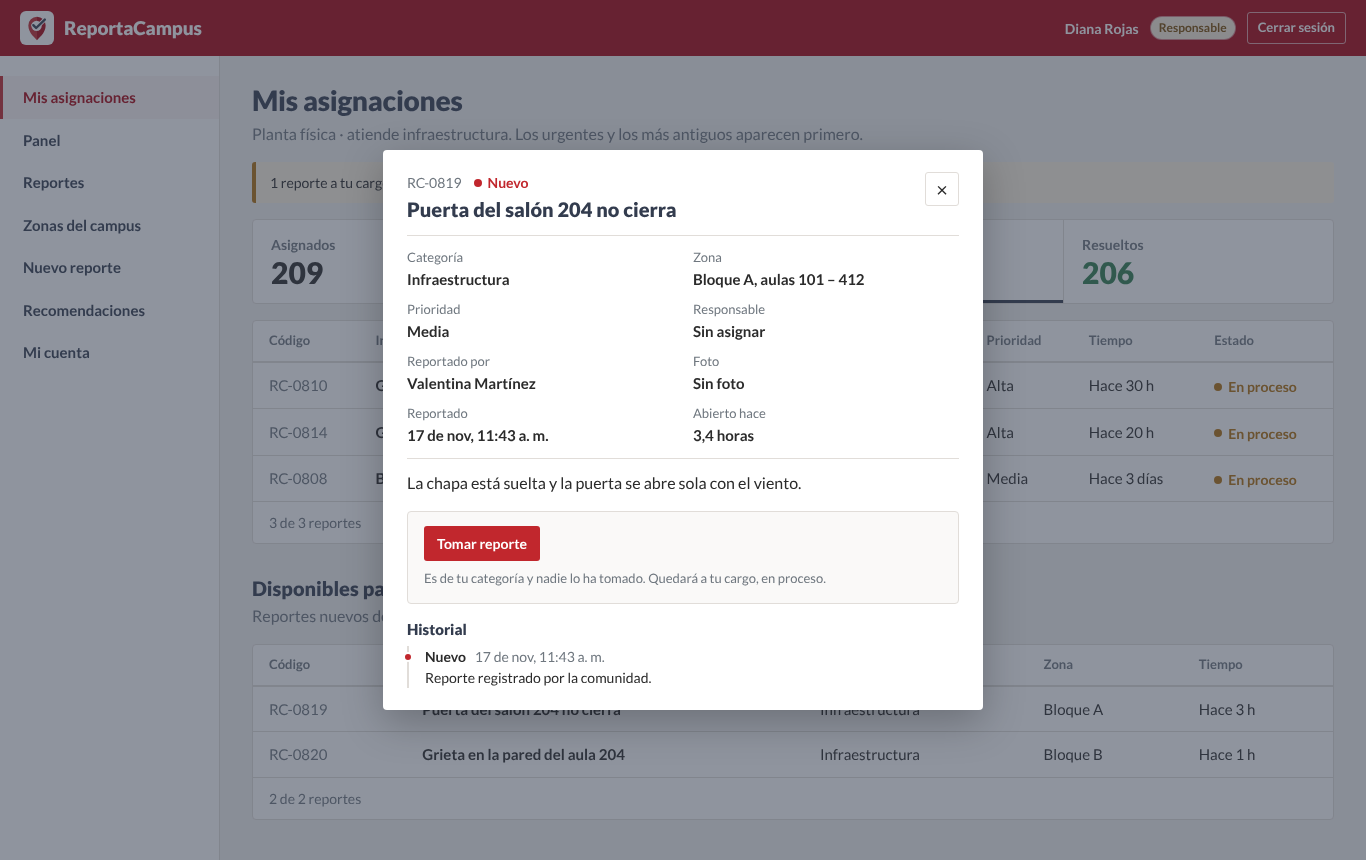 ReportaCampus
Diana Rojas Responsable Cerrar sesión
Mis asignaciones
Panel
Reportes
Zonas del campus
Nuevo reporte
Recomendaciones
Mi cuenta
Mis asignaciones
Planta física · atiende infraestructura. Los urgentes y los más antiguos aparecen primero.
1 reporte a tu carg
Asignados
209
Resueltos
206
Código Prioridad Tiempo Estado
RC-0810 G Alta Hace 30 h En proceso
RC-0814 G Alta Hace 20 h En proceso
RC-0808 B Media Hace 3 días En proceso
3 de 3 reportes
Disponibles pa
Reportes nuevos de
Código Zona Tiempo
RC-0819 Puerta del salón 204 no cierra Infraestructura Bloque A Hace 3 h
RC-0820 Grieta en la pared del aula 204 Infraestructura Bloque B Hace 1 h
2 de 2 reportes
RC-0819 Nuevo
Puerta del salón 204 no cierra
×
Categoría Zona
Infraestructura Bloque A, aulas 101 – 412
Prioridad Responsable
Media Sin asignar
Reportado por Foto
Valentina Martínez Sin foto
Reportado Abierto hace
17 de nov, 11:43 a. m. 3,4 horas
La chapa está suelta y la puerta se abre sola con el viento.
Tomar reporte
Es de tu categoría y nadie lo ha tomado. Quedará a tu cargo, en proceso.
Historial
Nuevo 17 de nov, 11:43 a. m.
Reporte registrado por la comunidad.